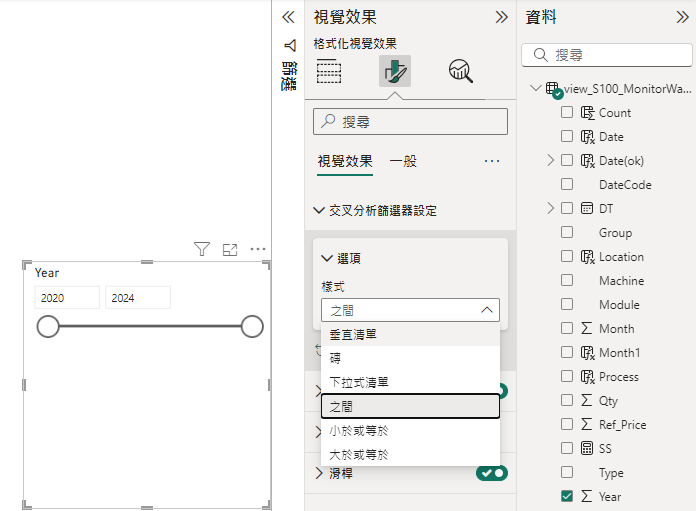 Year
2020
2024
篩選
視覺效果
格式化視覺效果
搜尋
視覺效果
一般
交叉分析篩選器設定
選項
樣式
之間
垂直清單
磚
下拉式清單
之間
小於或等於
大於或等於
滑桿
資料
搜尋
view_S100_MonitorWa...
Count
Date
Date(ok)
DateCode
DT
Group
Location
Machine
Module
Month
Month1
Process
Qty
Ref_Price
SS
Type
Year